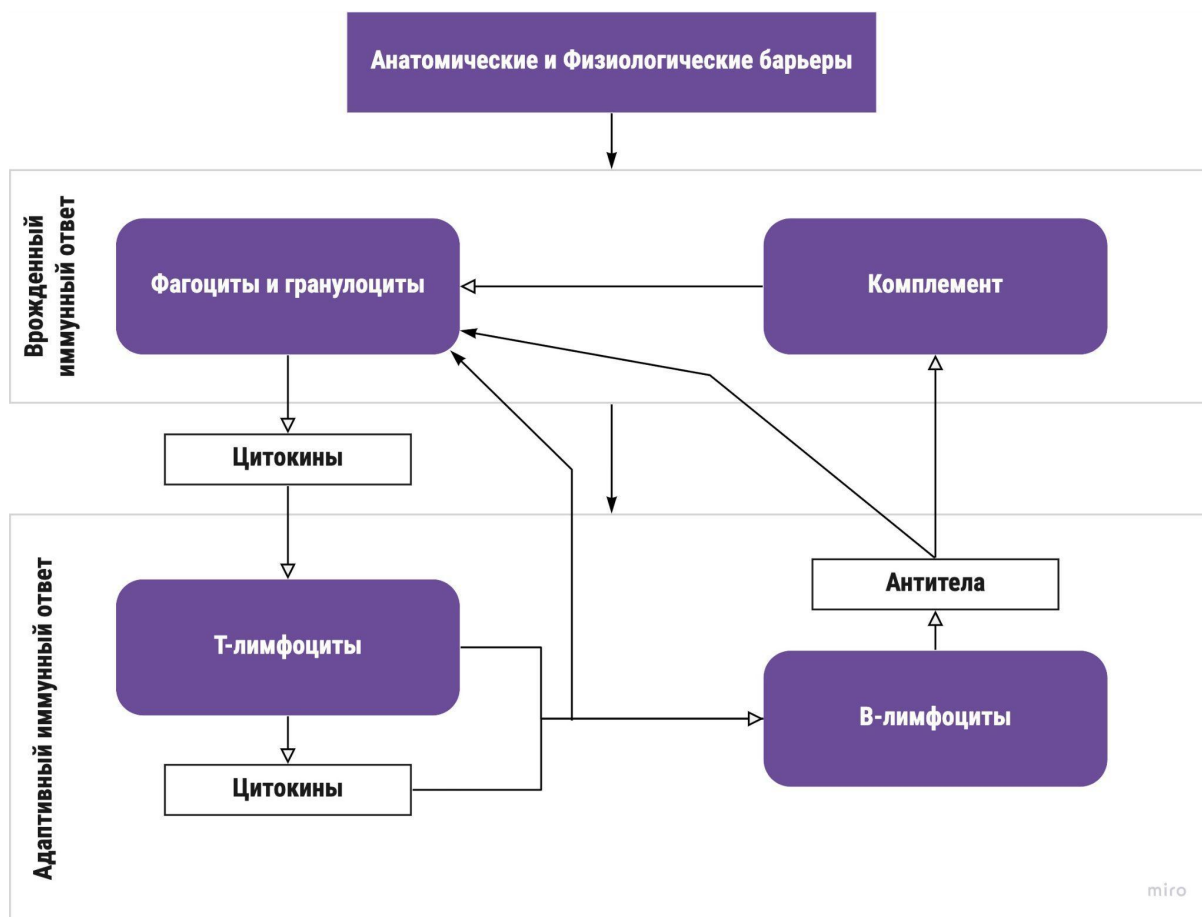 Анатомические и Физиологические барьеры
Врожденный
иммунный ответ
Фагоциты и гранулоциты
Комплемент
Цитокины
Адаптивный иммунный ответ
Антитела
Т-лимфоциты
В-лимфоциты
Цитокины
miro